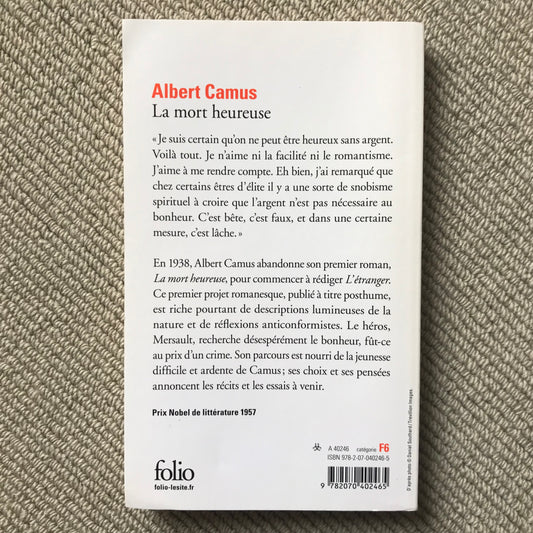 Albert Camus
La mort heureuse
« Je suis certain qu'on ne peut être heureux sans argent.
Voilà tout. Je n'aime ni la facilité ni le romantisme.
J'aime à me rendre compte. Eh bien, j'ai remarqué que
chez certains êtres d'élite il y a une sorte de snobisme
spirituel à croire que l'argent n'est pas nécessaire au
bonheur. C'est bête, c'est faux, et dans une certaine
mesure, c'est lâche. »
En 1938, Albert Camus abandonne son premier roman,
La mort heureuse, pour commencer à rédiger L'étranger.
Ce premier projet romanesque, publié à titre posthume,
est riche pourtant de descriptions lumineuses de la
nature et de réflexions anticonformistes. Le héros,
Mersault, recherche désespérément le bonheur, fût-ce
au prix d'un crime. Son parcours est nourri de la jeunesse
difficile et ardente de Camus ; ses choix et ses pensées
annoncent les récits et les essais à venir.
Prix Nobel de littérature 1957
D'après photo © Daniel Southard / Trevillion images.
A 40246 catégorie F6
ISBN 978-2-07-040246-5
folio
folio-lesite.fr
9 782070 402465